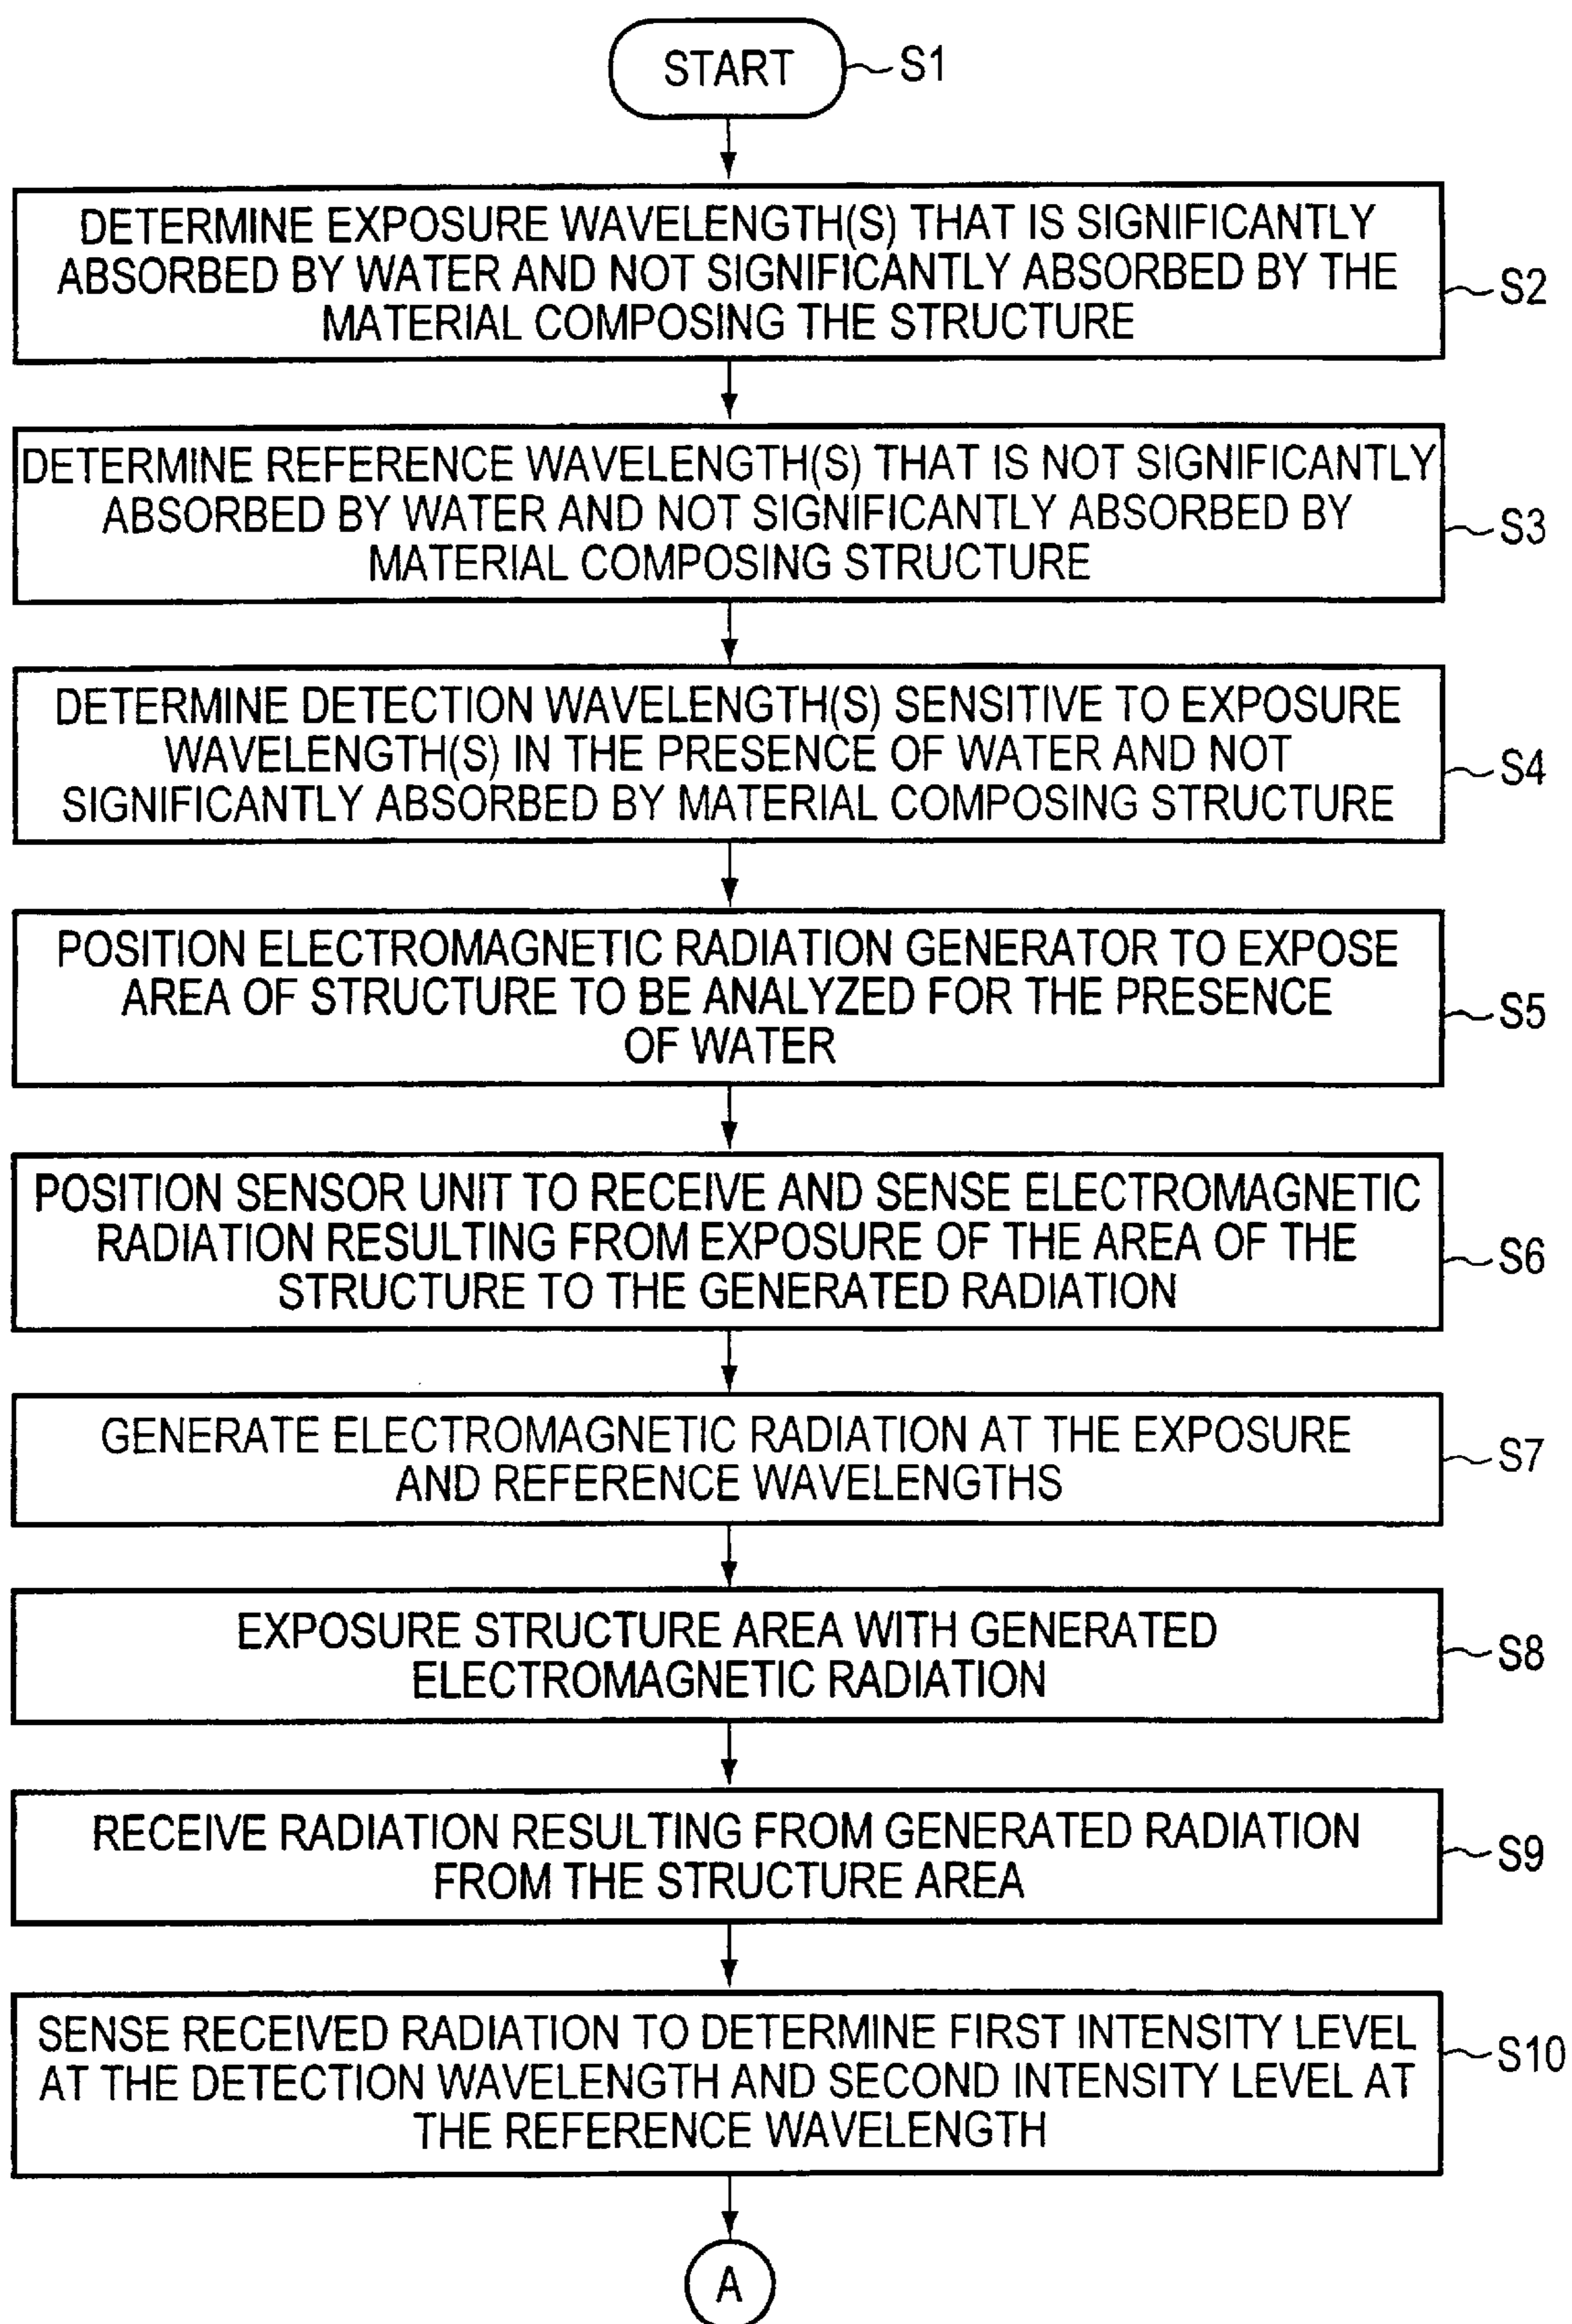 START
S1
DETERMINE EXPOSURE WAVELENGTH(S) THAT IS SIGNIFICANTLY
ABSORBED BY WATER AND NOT SIGNIFICANTLY ABSORBED BY THE
MATERIAL COMPOSING THE STRUCTURE
S2
DETERMINE REFERENCE WAVELENGTH(S) THAT IS NOT SIGNIFICANTLY
ABSORBED BY WATER AND NOT SIGNIFICANTLY ABSORBED BY
MATERIAL COMPOSING STRUCTURE
S3
DETERMINE DETECTION WAVELENGTH(S) SENSITIVE TO EXPOSURE
WAVELENGTH(S) IN THE PRESENCE OF WATER AND NOT
SIGNIFICANTLY ABSORBED BY MATERIAL COMPOSING STRUCTURE
S4
POSITION ELECTROMAGNETIC RADIATION GENERATOR TO EXPOSE
AREA OF STRUCTURE TO BE ANALYZED FOR THE PRESENCE
OF WATER
S5
POSITION SENSOR UNIT TO RECEIVE AND SENSE ELECTROMAGNETIC
RADIATION RESULTING FROM EXPOSURE OF THE AREA OF THE
STRUCTURE TO THE GENERATED RADIATION
S6
GENERATE ELECTROMAGNETIC RADIATION AT THE EXPOSURE
AND REFERENCE WAVELENGTHS
S7
EXPOSURE STRUCTURE AREA WITH GENERATED
ELECTROMAGNETIC RADIATION
S8
RECEIVE RADIATION RESULTING FROM GENERATED RADIATION
FROM THE STRUCTURE AREA
S9
SENSE RECEIVED RADIATION TO DETERMINE FIRST INTENSITY LEVEL
AT THE DETECTION WAVELENGTH AND SECOND INTENSITY LEVEL AT
THE REFERENCE WAVELENGTH
S10
A